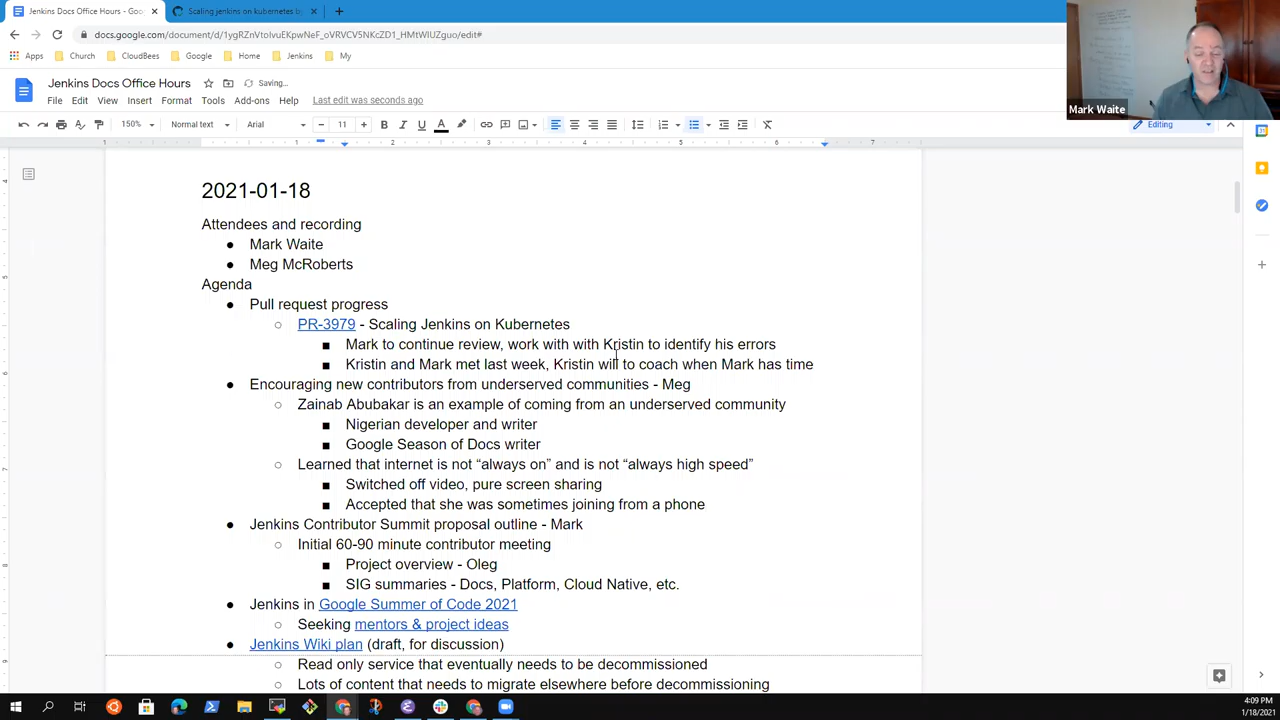 Jenkins Docs Office Hours - Goo
Scaling jenkins on kubernetes b
docs.google.com/document/d/1ygRZnVtoIvuEKpwNeF_oVRVCV5NKcZD1_HMtWIUZguo/edit#
Apps Church CloudBees Google Home Jenkins My
Jenkins Docs Office Hours Saving...
File Edit View Insert Format Tools Add-ons Help Last edit was seconds ago
150% Normal text Arial 11 Editing
Mark Waite
1 1 2 3 4 5 6 7
2021-01-18
Attendees and recording
● Mark Waite
● Meg McRoberts
Agenda
● Pull request progress
○ PR-3979 - Scaling Jenkins on Kubernetes
■ Mark to continue review, work with with Kristin to identify his errors
■ Kristin and Mark met last week, Kristin will to coach when Mark has time
● Encouraging new contributors from underserved communities - Meg
○ Zainab Abubakar is an example of coming from an underserved community
■ Nigerian developer and writer
■ Google Season of Docs writer
○ Learned that internet is not “always on” and is not “always high speed”
■ Switched off video, pure screen sharing
■ Accepted that she was sometimes joining from a phone
● Jenkins Contributor Summit proposal outline - Mark
○ Initial 60-90 minute contributor meeting
■ Project overview - Oleg
■ SIG summaries - Docs, Platform, Cloud Native, etc.
● Jenkins in Google Summer of Code 2021
○ Seeking mentors & project ideas
● Jenkins Wiki plan (draft, for discussion)
○ Read only service that eventually needs to be decommissioned
○ Lots of content that needs to migrate elsewhere before decommissioning
4:09 PM
1/18/2021